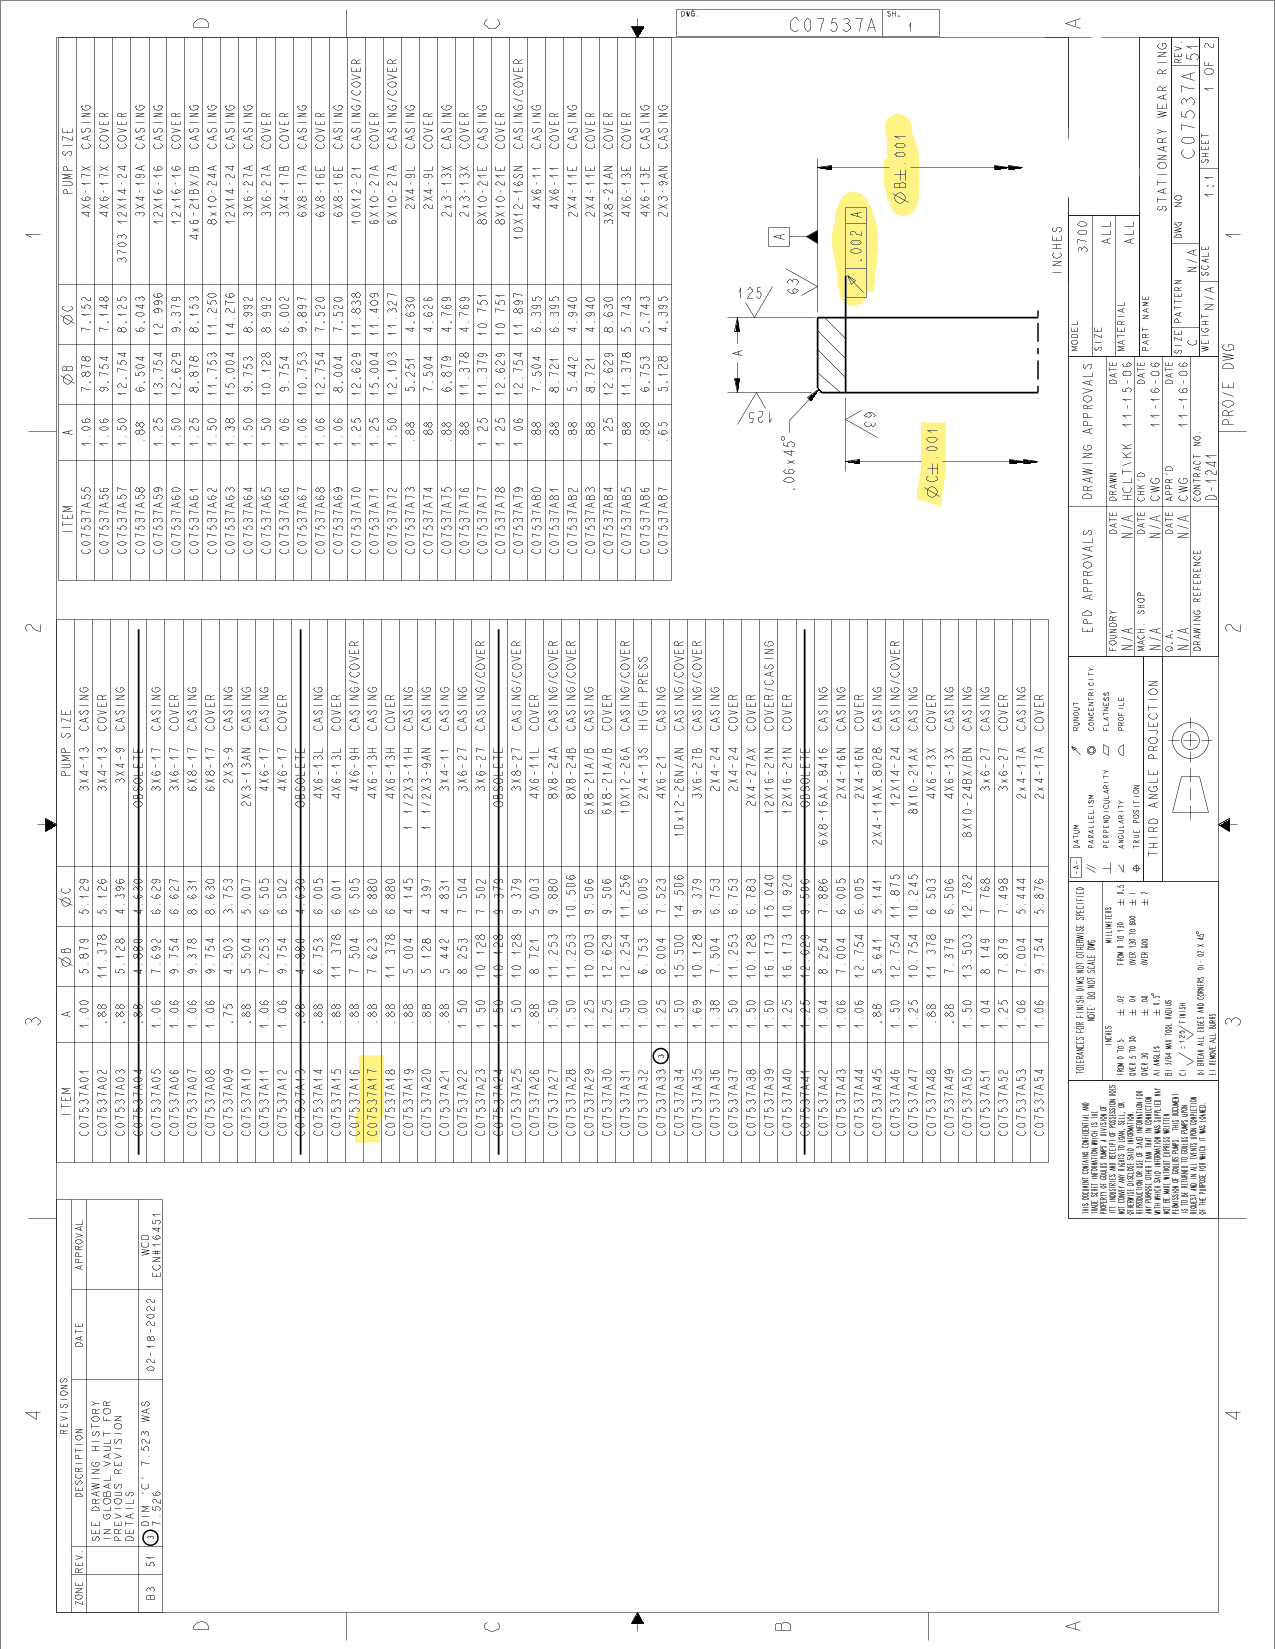 DWG. C07537A SH. 1
D C B A
1 2 3 4
REVISIONS
ZONE REV. DESCRIPTION DATE APPROVAL
SEE DRAWING HISTORY
IN GLOBAL VAULT FOR
PREVIOUS REVISION
DETAILS
B3 51 3 DIM 'C' 7.523 WAS 7.526 02-18-2022 WCD ECN#16451
ITEM A ØB ØC PUMP SIZE
C07537A01 1.00 5.879 5.129 3X4-13 CASING
C07537A02 .88 11.378 5.126 3X4-13 COVER
C07537A03 .88 5.128 4.396 3X4-9 CASING
C07537A04 .88 4.880 4.630 OBSOLETE
C07537A05 1.06 7.692 6.629 3X6-17 CASING
C07537A06 1.06 9.754 6.627 3X6-17 COVER
C07537A07 1.06 9.378 8.631 6X8-17 CASING
C07537A08 1.06 9.754 8.630 6X8-17 COVER
C07537A09 .75 4.503 3.753 2X3-9 CASING
C07537A10 .88 5.504 5.007 2X3-13AN CASING
C07537A11 1.06 7.253 6.505 4X6-17 CASING
C07537A12 1.06 9.754 6.502 4X6-17 COVER
C07537A13 .88 4.880 4.630 OBSOLETE
C07537A14 .88 6.753 6.005 4X6-13L CASING
C07537A15 .88 11.378 6.001 4X6-13L COVER
C07537A16 .88 7.504 6.505 4X6-9H CASING/COVER
C07537A17 .88 7.623 6.880 4X6-13H CASING
C07537A18 .88 11.378 6.880 4X6-13H COVER
C07537A19 .88 5.004 4.145 1 1/2X3-11H CASING/COVER
C07537A20 .88 5.128 4.397 1 1/2X3-9AN CASING
C07537A21 .88 5.442 4.831 3X4-11 CASING
C07537A22 1.50 8.253 7.504 3X6-27 CASING
C07537A23 1.50 10.128 7.502 3X6-27 CASING/COVER
C07537A24 1.50 10.128 9.379 OBSOLETE
C07537A25 1.50 10.128 9.379 3X8-27 CASING/COVER
C07537A26 .88 8.721 5.003 4X6-11L COVER
C07537A27 1.50 11.253 9.880 8X8-24A CASING/COVER
C07537A28 1.50 11.253 10.506 8X8-24B CASING/COVER
C07537A29 1.25 10.003 9.506 6X8-21A/B CASING
C07537A30 1.25 12.629 9.506 6X8-21A/B COVER
C07537A31 1.50 12.254 11.256 10X12-26A CASING/COVER
C07537A32 1.00 6.753 6.005 2X4-13S HIGH PRESS
C07537A33 3 1.25 8.004 7.523 4X6-21 CASING
C07537A34 1.50 15.500 14.506 10x12-26N/AN CASING/COVER
C07537A35 1.69 10.128 9.379 3X6-27B CASING/COVER
C07537A36 1.38 7.504 6.753 2X4-24 CASING
C07537A37 1.50 11.253 6.753 2X4-24 COVER
C07537A38 1.50 10.128 6.783 2X4-27AX COVER
C07537A39 1.50 16.173 15.040 12X16-21N COVER/CASING
C07537A40 1.25 16.173 10.920 12X16-21N COVER
C07537A41 1.25 12.629 9.506 OBSOLETE
C07537A42 1.04 8.254 7.886 6X8-16AX 8416 CASING
C07537A43 1.06 7.004 6.005 2X4-16N CASING
C07537A44 1.06 9.754 6.005 2X4-16N COVER
C07537A45 .88 5.641 5.141 2X4-11AX-802B CASING
C07537A46 1.50 12.754 11.875 12X14-24 CASING/COVER
C07537A47 1.25 10.754 10.245 8X10-21AX CASING
C07537A48 .88 11.378 6.503 4X6-13X COVER
C07537A49 .88 7.379 6.506 4X6-13X CASING
C07537A50 1.50 13.503 12.782 8X10-24BX/BN CASING
C07537A51 1.04 8.149 7.768 3x6-27 CASING
C07537A52 1.25 7.879 7.498 3x6-27 COVER
C07537A53 1.06 7.004 5.444 2x4-17A CASING
C07537A54 1.06 9.754 5.876 2x4-17A COVER
ITEM A ØB ØC PUMP SIZE
C07537A55 1.06 7.878 7.152 4X6-17X CASING
C07537A56 1.06 9.754 7.148 4X6-17X COVER
C07537A57 1.50 12.754 8.125 3703 12X14-24 COVER
C07537A58 .88 6.504 6.043 3X4-19A CASING
C07537A59 1.25 13.754 12.996 12X16-16 CASING
C07537A60 1.50 12.629 9.379 12x16-16 COVER
C07537A61 1.25 8.878 8.153 4x6-21BX/B CASING
C07537A62 1.50 11.753 11.250 8x10-24A CASING
C07537A63 1.38 15.004 14.276 12X14-24 CASING
C07537A64 1.50 9.753 8.992 3X6-27A CASING
C07537A65 1.50 10.128 8.992 3X6-27A COVER
C07537A66 1.06 9.754 6.002 3X4-17B COVER
C07537A67 1.06 10.753 9.897 6X8-17A CASING
C07537A68 1.06 12.754 7.520 6X8-16E COVER
C07537A69 1.06 8.004 7.520 6X8-16E CASING
C07537A70 1.25 12.629 11.838 10X12-21 CASING/COVER
C07537A71 1.25 15.004 11.409 6X10-27A COVER
C07537A72 1.50 12.103 11.327 6X10-27A CASING/COVER
C07537A73 .88 5.251 4.630 2X4-9L CASING
C07537A74 .88 7.504 4.626 2X4-9L COVER
C07537A75 .88 6.879 4.769 2x3-13X CASING
C07537A76 .88 11.378 4.769 2x3-13X COVER
C07537A77 1.25 11.379 10.751 8X10-21E CASING
C07537A78 1.25 12.629 10.751 8X10-21E COVER
C07537A79 1.06 12.754 11.897 10X12-16SN CASING/COVER
C07537AB0 .88 7.504 6.395 4X6-11 CASING
C07537AB1 .88 8.721 6.395 4X6-11 COVER
C07537AB2 .88 5.442 4.940 2X4-11E CASING
C07537AB3 .88 8.721 4.940 2X4-11E COVER
C07537AB4 1.25 12.629 8.630 3X8-21AN CASING
C07537AB5 .88 11.378 5.743 4X6-13E COVER
C07537AB6 .88 6.753 5.743 4X6-13E CASING
C07537AB7 .65 5.128 4.395 2X3-9AN CASING
A
125
125
63
63
.06x45°
A
.002 A
ØB±.001
ØC±.001
INCHES
THIS DOCUMENT CONTAINS CONFIDENTIAL AND
TRADE SECRET INFORMATION WHICH IS THE
PROPERTY OF GOULDS PUMPS A DIVISION OF
ITT INDUSTRIES AND RECEIPT OF POSSESSION DOES
NOT CONVEY ANY RIGHTS TO LOAN, SELL, OR
OTHERWISE DISCLOSE SAID INFORMATION.
REPRODUCTION OR USE OF SAID INFORMATION FOR
ANY PURPOSE OTHER THAN THAT IN CONNECTION
WITH WHICH SAID INFORMATION WAS SUPPLIED MAY
NOT BE MADE WITHOUT EXPRESS WRITTEN
PERMISSION OF GOULDS PUMPS. THIS DOCUMENT
IS TO BE RETURNED TO GOULDS PUMPS UPON
REQUEST AND IN ALL EVENTS UPON COMPLETION
OF THE PURPOSE FOR WHICH IT WAS LOANED.
TOLERANCES FOR FINISH DIMS NOT OTHERWISE SPECIFIED
NOTE: DO NOT SCALE DWG
INCHES MILLIMETERS
FROM 0 TO 5 ± .02 FROM 1 TO 130 ± 0.5
OVER 5 TO 30 ± .04 OVER 130 TO 800 ± 1
OVER 30 ± .08 OVER 800 ± 2
A) ANGLES ± 0.5°
B) 3/64 MAX TOOL RADIUS
C) √ = 125/ FINISH
D) BREAK ALL EDGES AND CORNERS .01-.02 X 45°
E) REMOVE ALL BURRS
-A- DATUM RUNOUT
PARALLELISM CONCENTRICITY
PERPENDICULARITY FLATNESS
ANGULARITY PROFILE
TRUE POSITION
THIRD ANGLE PROJECTION
EPD APPROVALS
FOUNDRY DATE
N/A N/A
MACH. SHOP DATE
N/A N/A
Q.A. DATE
N/A N/A
DRAWING REFERENCE
DRAWING APPROVALS
DRAWN DATE
HCLT\KK 11-15-06
CHK'D DATE
CWG 11-16-06
APPR'D DATE
CWG 11-16-06
CONTRACT NO.
D-1241
MODEL 3700
SIZE ALL
MATERIAL ALL
PART NAME
STATIONARY WEAR RING
SIZE C PATTERN N/A DWG NO C07537A REV. 51
WEIGHT N/A SCALE 1:1 SHEET 1 OF 2
PRO/E DWG
1 2 3 4
D C B A